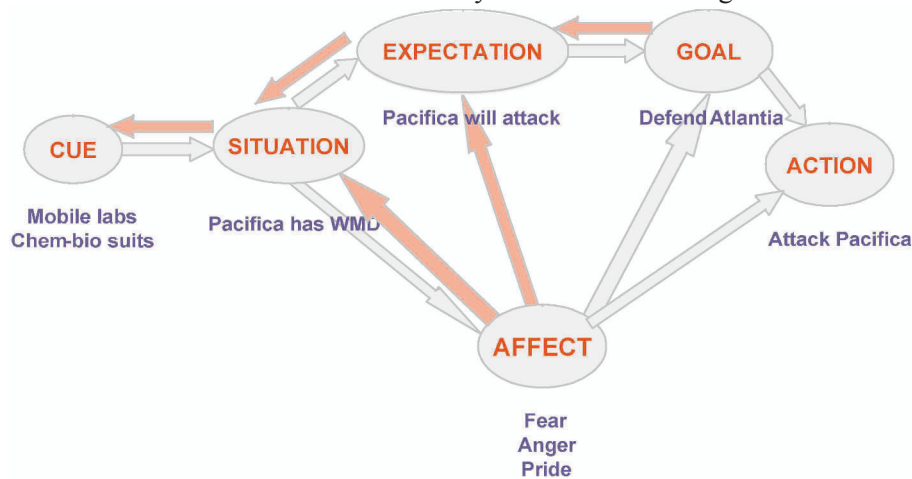 EXPECTATION
GOAL
Pacifica will attack
Defend Atlantia
CUE
SITUATION
ACTION
Mobile labs
Chem-bio suits
Pacifica has WMD
Attack Pacifica
AFFECT
Fear
Anger
Pride